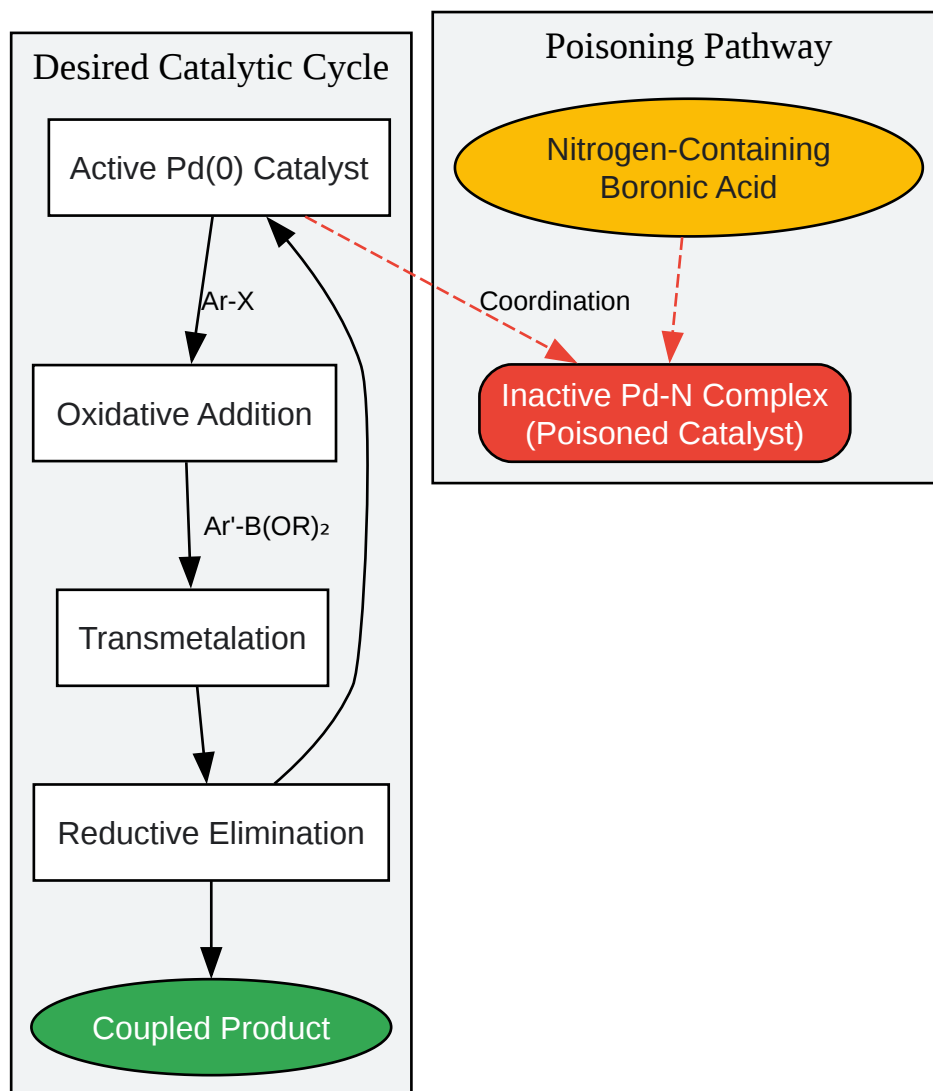 Desired Catalytic Cycle
Active Pd(0) Catalyst
Ar-X
Oxidative Addition
Ar'-B(OR)₂
Transmetalation
Reductive Elimination
Coupled Product
Poisoning Pathway
Nitrogen-Containing
Boronic Acid
Coordination
Inactive Pd-N Complex
(Poisoned Catalyst)